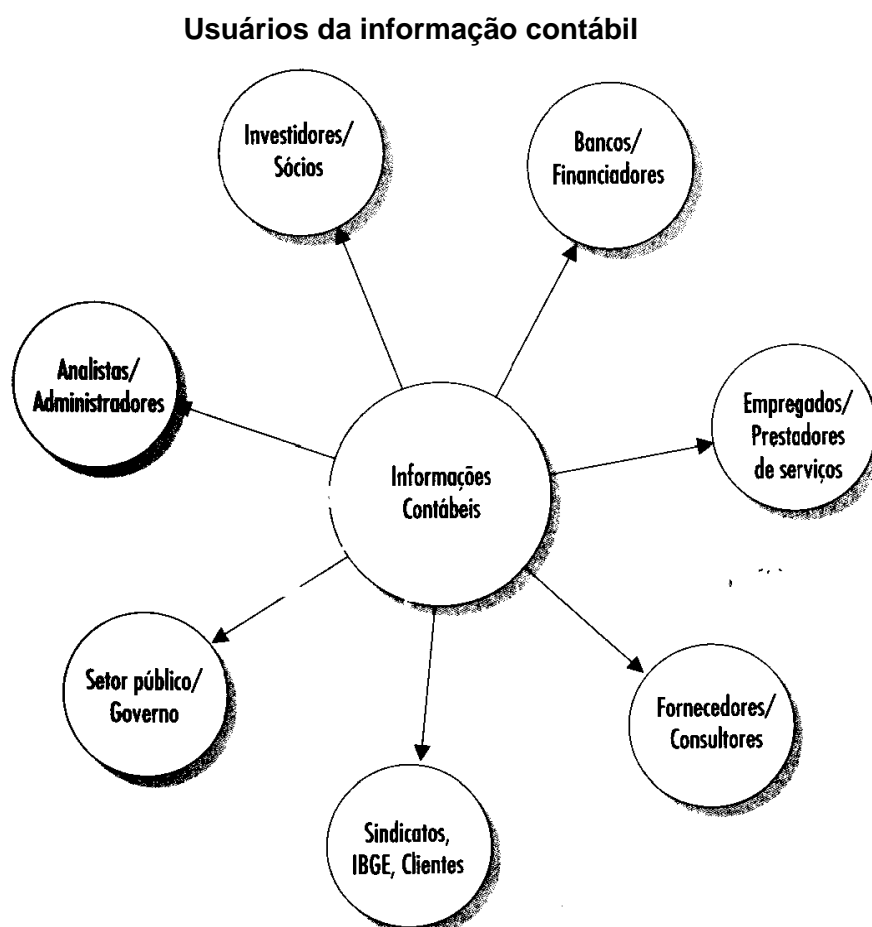 Usuários da informação contábil
Investidores/
Sócios
Bancos/
Financiadores
Analistas/
Administradores
Empregados/
Prestadores
de serviços
Informações
Contábeis
Setor público/
Governo
Fornecedores/
Consultores
Sindicatos,
IBGE, Clientes